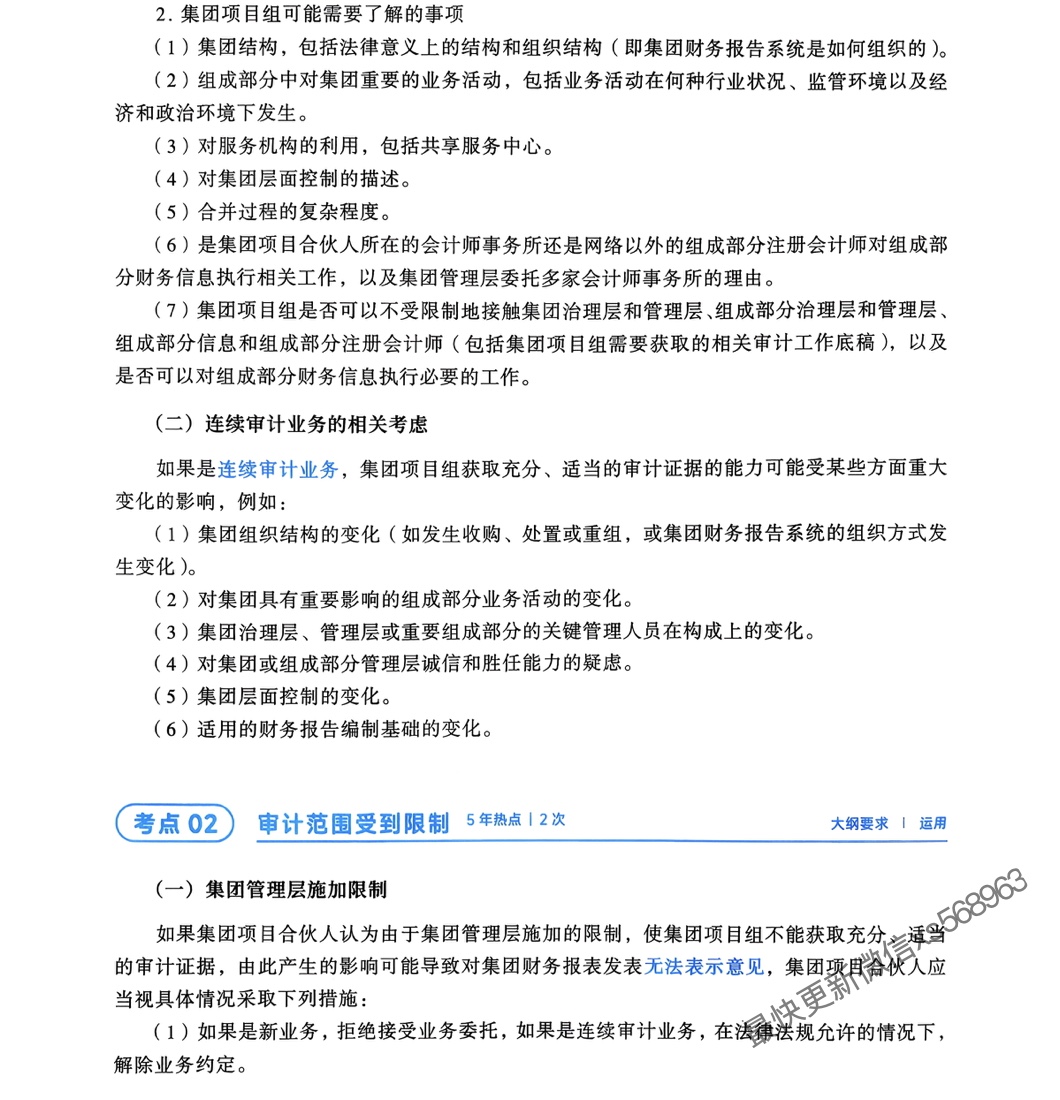 2. 集团项目组可能需要了解的事项
（1）集团结构，包括法律意义上的结构和组织结构（即集团财务报告系统是如何组织的）。
（2）组成部分中对集团重要的业务活动，包括业务活动在何种行业状况、监管环境以及经
济和政治环境下发生。
（3）对服务机构的利用，包括共享服务中心。
（4）对集团层面控制的描述。
（5）合并过程的复杂程度。
（6）是集团项目合伙人所在的会计师事务所还是网络以外的组成部分注册会计师对组成部
分财务信息执行相关工作，以及集团管理层委托多家会计师事务所的理由。
（7）集团项目组是否可以不受限制地接触集团治理层和管理层、组成部分治理层和管理层、
组成部分信息和组成部分注册会计师（包括集团项目组需要获取的相关审计工作底稿），以及
是否可以对组成部分财务信息执行必要的工作。
（二）连续审计业务的相关考虑
如果是连续审计业务，集团项目组获取充分、适当的审计证据的能力可能受某些方面重大
变化的影响，例如：
（1）集团组织结构的变化（如发生收购、处置或重组，或集团财务报告系统的组织方式发
生变化）。
（2）对集团具有重要影响的组成部分业务活动的变化。
（3）集团治理层、管理层或重要组成部分的关键管理人员在构成上的变化。
（4）对集团或组成部分管理层诚信和胜任能力的疑虑。
（5）集团层面控制的变化。
（6）适用的财务报告编制基础的变化。
考点 02 审计范围受到限制 5 年热点 | 2 次 大纲要求 | 运用
（一）集团管理层施加限制
如果集团项目合伙人认为由于集团管理层施加的限制，使集团项目组不能获取充分、适当
的审计证据，由此产生的影响可能导致对集团财务报表发表无法表示意见，集团项目合伙人应
当视具体情况采取下列措施：
（1）如果是新业务，拒绝接受业务委托，如果是连续审计业务，在法律法规允许的情况下，
解除业务约定。